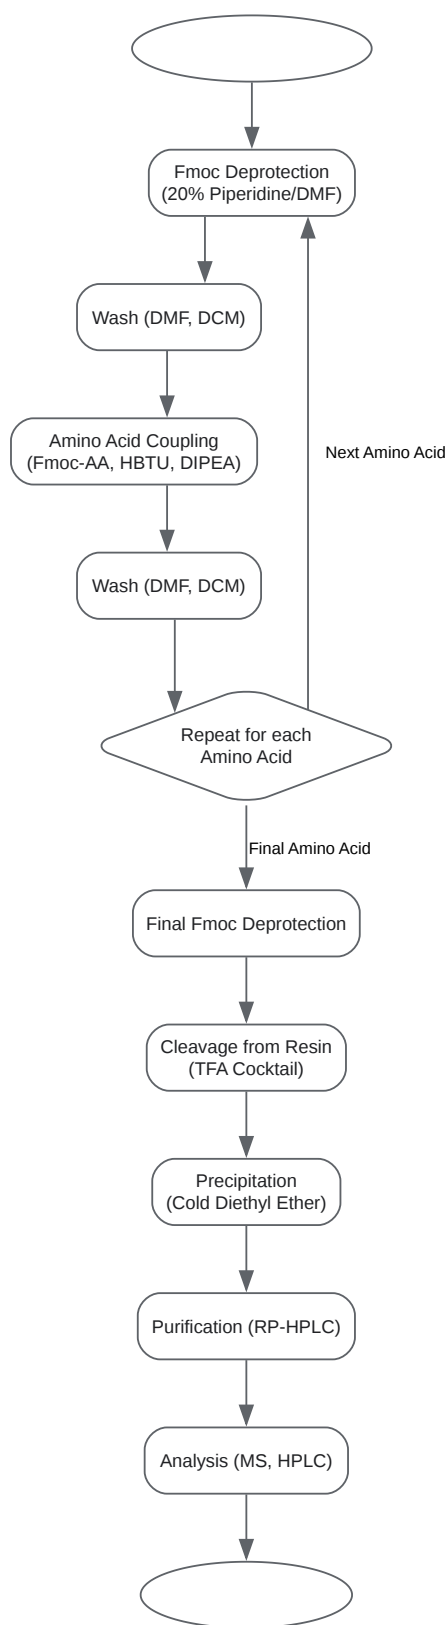 Fmoc Deprotection
(20% Piperidine/DMF)
Wash (DMF, DCM)
Amino Acid Coupling
(Fmoc-AA, HBTU, DIPEA)
Next Amino Acid
Wash (DMF, DCM)
Repeat for each
Amino Acid
Final Amino Acid
Final Fmoc Deprotection
Cleavage from Resin
(TFA Cocktail)
Precipitation
(Cold Diethyl Ether)
Purification (RP-HPLC)
Analysis (MS, HPLC)